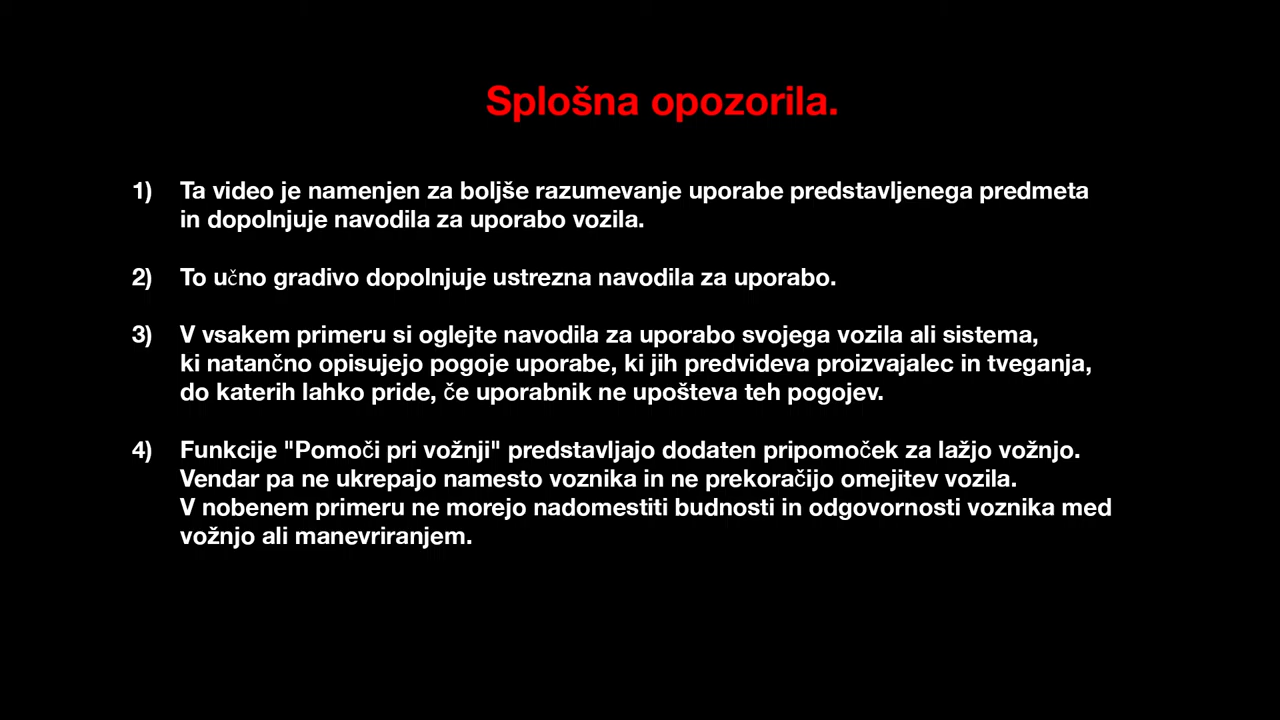 Splošna opozorila.
1) Ta video je namenjen za boljše razumevanje uporabe predstavljenega predmeta
in dopolnjuje navodila za uporabo vozila.
2) To učno gradivo dopolnjuje ustrezna navodila za uporabo.
3) V vsakem primeru si oglejte navodila za uporabo svojega vozila ali sistema,
ki natančno opisujejo pogoje uporabe, ki jih predvideva proizvajalec in tveganja,
do katerih lahko pride, če uporabnik ne upošteva teh pogojev.
4) Funkcije "Pomoči pri vožnji" predstavljajo dodaten pripomoček za lažjo vožnjo.
Vendar pa ne ukrepajo namesto voznika in ne prekoračijo omejitev vozila.
V nobenem primeru ne morejo nadomestiti budnosti in odgovornosti voznika med
vožnjo ali manevriranjem.